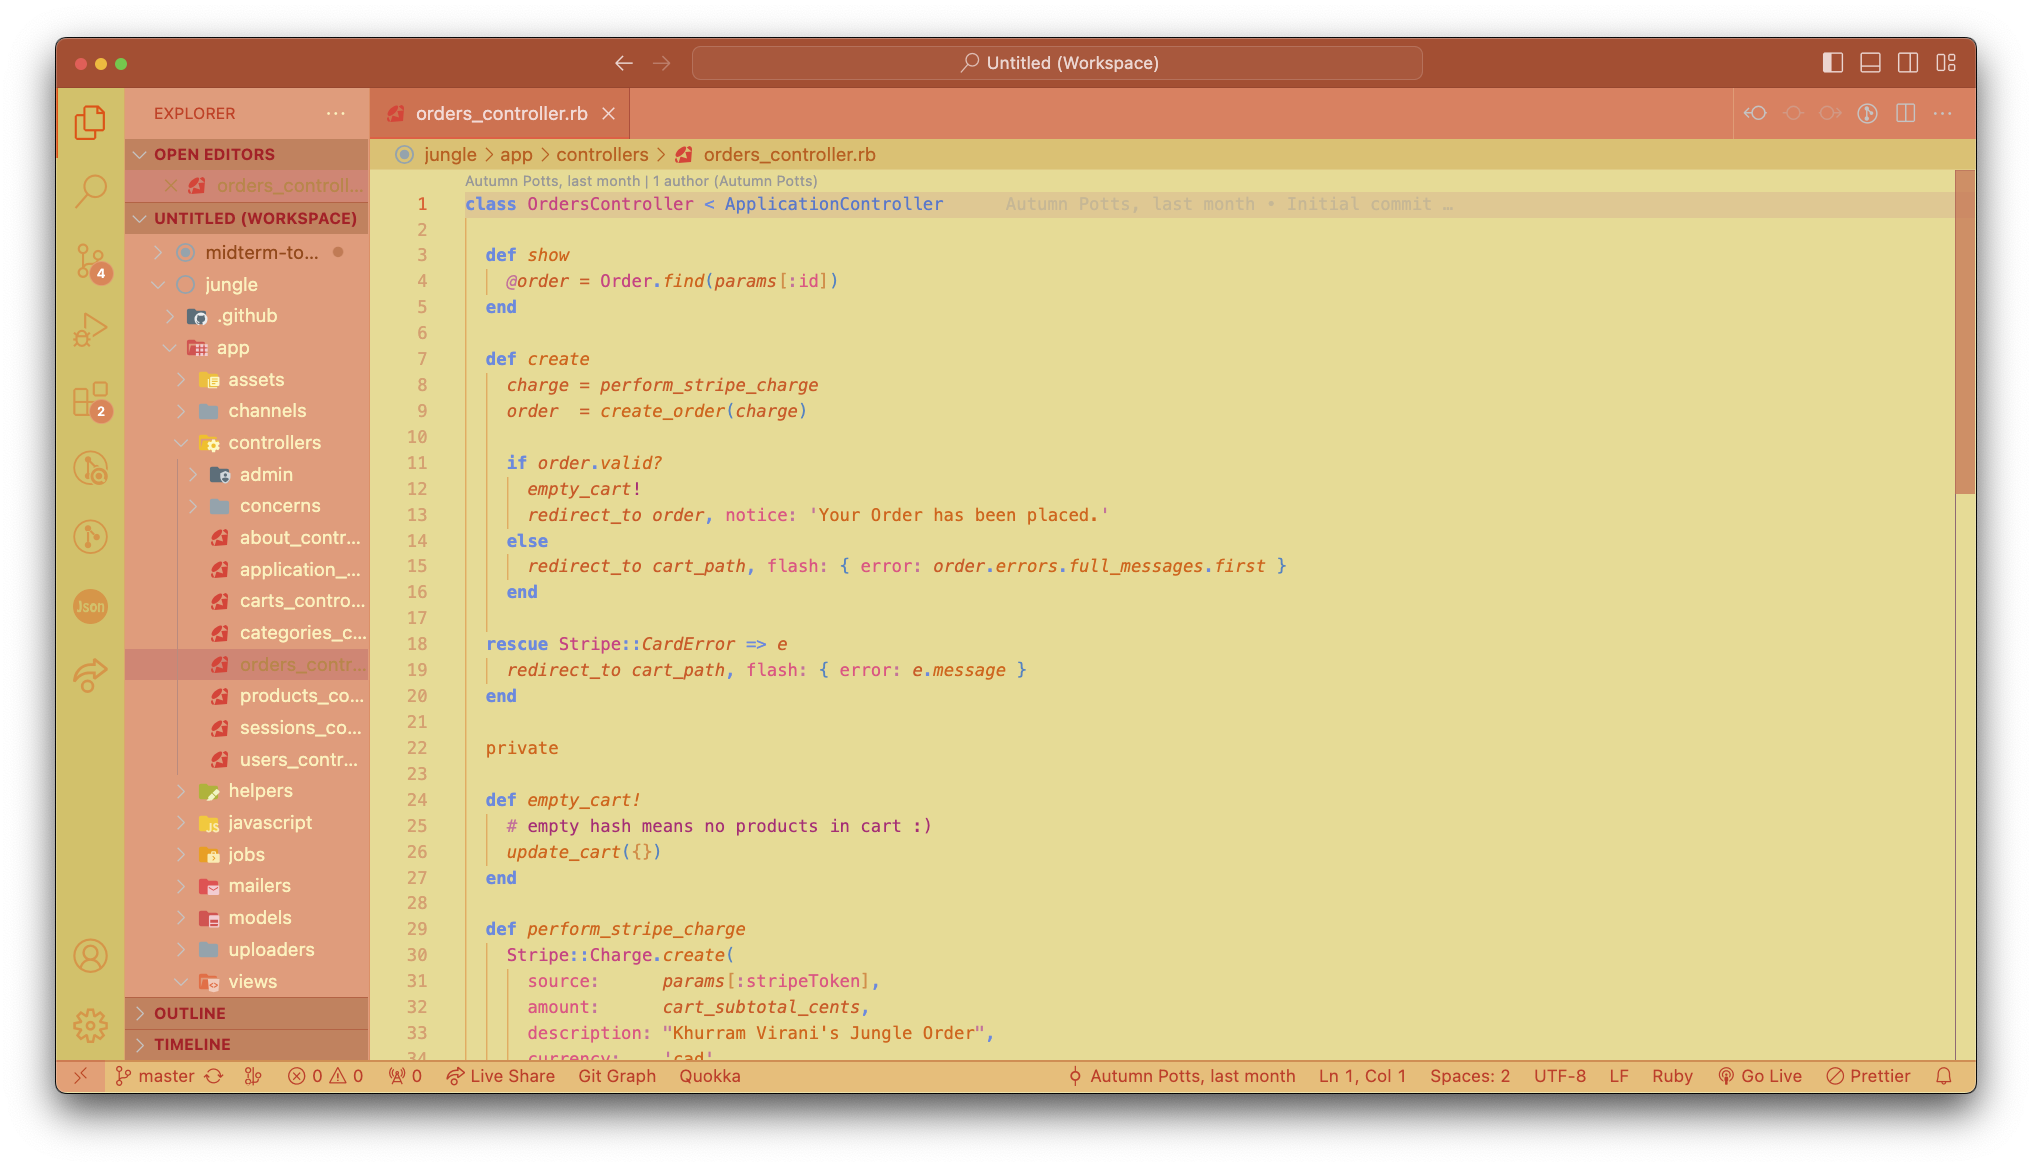 Untitled (Workspace)
EXPLORER
OPEN EDITORS
orders_controll...
UNTITLED (WORKSPACE)
midterm-to...
jungle
.github
app
assets
channels
controllers
admin
concerns
about_contr...
application_...
carts_contro...
categories_c...
orders_contr...
products_co...
sessions_co...
users_contr...
helpers
javascript
jobs
mailers
models
uploaders
views
OUTLINE
TIMELINE
4
2
Json
JS
orders_controller.rb
jungle > app > controllers > orders_controller.rb
Autumn Potts, last month | 1 author (Autumn Potts)
1 class OrdersController < ApplicationController Autumn Potts, last month • Initial commit …
2
3 def show
4 @order = Order.find(params[:id])
5 end
6
7 def create
8 charge = perform_stripe_charge
9 order  = create_order(charge)
10
11 if order.valid?
12 empty_cart!
13 redirect_to order, notice: 'Your Order has been placed.'
14 else
15 redirect_to cart_path, flash: { error: order.errors.full_messages.first }
16 end
17
18 rescue Stripe::CardError => e
19 redirect_to cart_path, flash: { error: e.message }
20 end
21
22 private
23
24 def empty_cart!
25 # empty hash means no products in cart :)
26 update_cart({})
27 end
28
29 def perform_stripe_charge
30 Stripe::Charge.create(
31 source:      params[:stripeToken],
32 amount:      cart_subtotal_cents,
33 description: "Khurram Virani's Jungle Order",
34 currency:    'cad'
master 0 0 0 Live Share Git Graph Quokka Autumn Potts, last month Ln 1, Col 1 Spaces: 2 UTF-8 LF Ruby Go Live Prettier